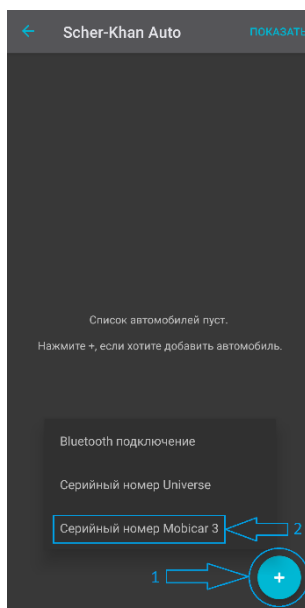 Scher-Khan Auto ПОКАЗАТЬ
Список автомобилей пуст.
Нажмите +, если хотите добавить автомобиль.
Bluetooth подключение
Серийный номер Universe
Серийный номер Mobicar 3
2
1
+